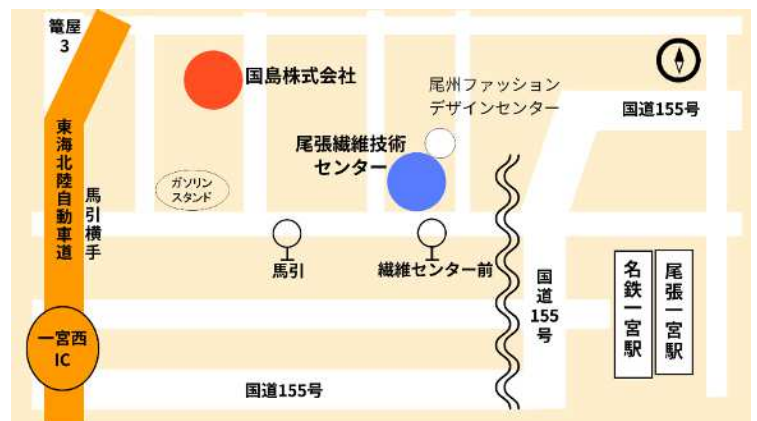 篭屋
3
国島株式会社
尾州ファッション
デザインセンター
国道155号
尾張繊維技術
センター
東海北陸自動車道
馬引横手
ガソリン
スタンド
馬引
繊維センター前
国道155号
名鉄一宮駅
尾張一宮駅
一宮西
IC
国道155号